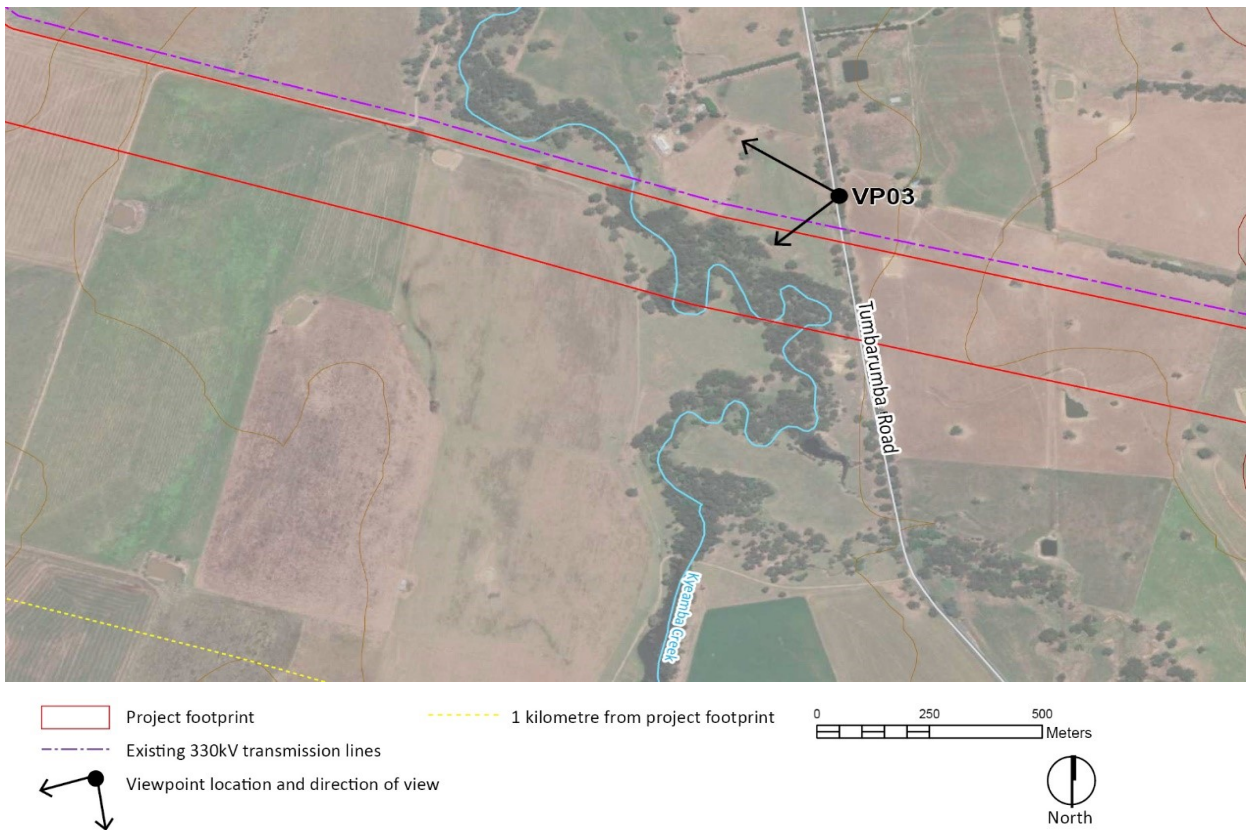 VP03
Tumbarumba Road
Kyeamba Creek
Project footprint
1 kilometre from project footprint
Existing 330kV transmission lines
Viewpoint location and direction of view
0 250 500
Meters
North